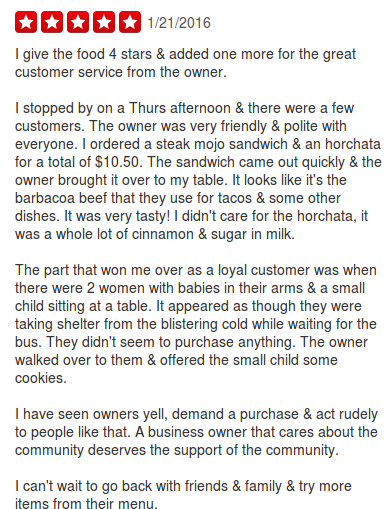 1/21/2016
I give the food 4 stars & added one more for the great
customer service from the owner.
I stopped by on a Thurs afternoon & there were a few
customers. The owner was very friendly & polite with
everyone. I ordered a steak mojo sandwich & an horchata
for a total of $10.50. The sandwich came out quickly & the
owner brought it over to my table. It looks like it's the
barbacoa beef that they use for tacos & some other
dishes. It was very tasty! I didn't care for the horchata, it
was a whole lot of cinnamon & sugar in milk.
The part that won me over as a loyal customer was when
there were 2 women with babies in their arms & a small
child sitting at a table. It appeared as though they were
taking shelter from the blistering cold while waiting for the
bus. They didn't seem to purchase anything. The owner
walked over to them & offered the small child some
cookies.
I have seen owners yell, demand a purchase & act rudely
to people like that. A business owner that cares about the
community deserves the support of the community.
I can't wait to go back with friends & family & try more
items from their menu.